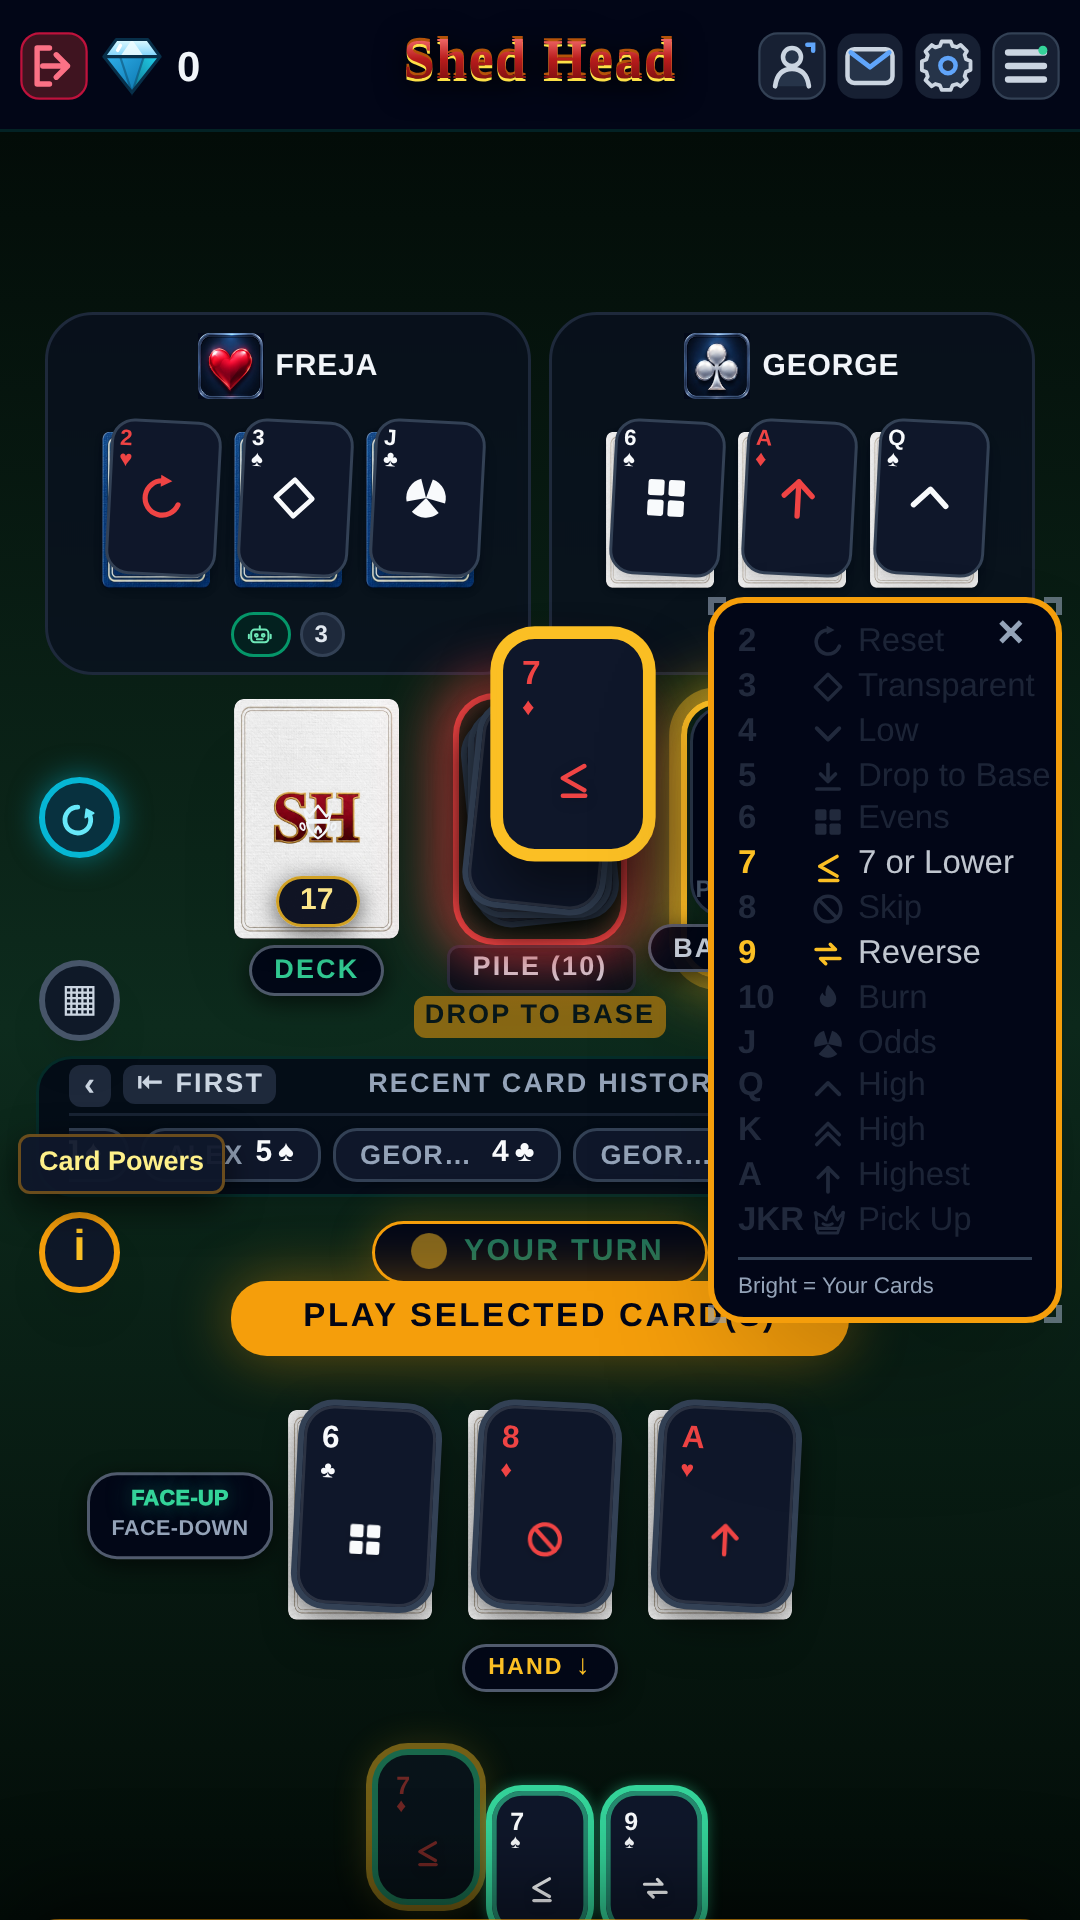 0
Shed Head
FREJA
GEORGE
2
3
J
6
A
Q
3
7
SH
17
DECK
PILE (10)
DROP TO BASE
2 Reset
3 Transparent
4 Low
5 Drop to Base
6 Evens
7 7 or Lower
8 Skip
9 Reverse
10 Burn
J Odds
Q High
K High
A Highest
JKR Pick Up
Bright = Your Cards
‹ FIRST
RECENT CARD HISTOR
5♠
GEOR... 4♣
GEOR...
Card Powers
i
YOUR TURN
PLAY SELECTED CARD(S)
6
8
A
FACE-UP
FACE-DOWN
HAND ↓
7
7
9